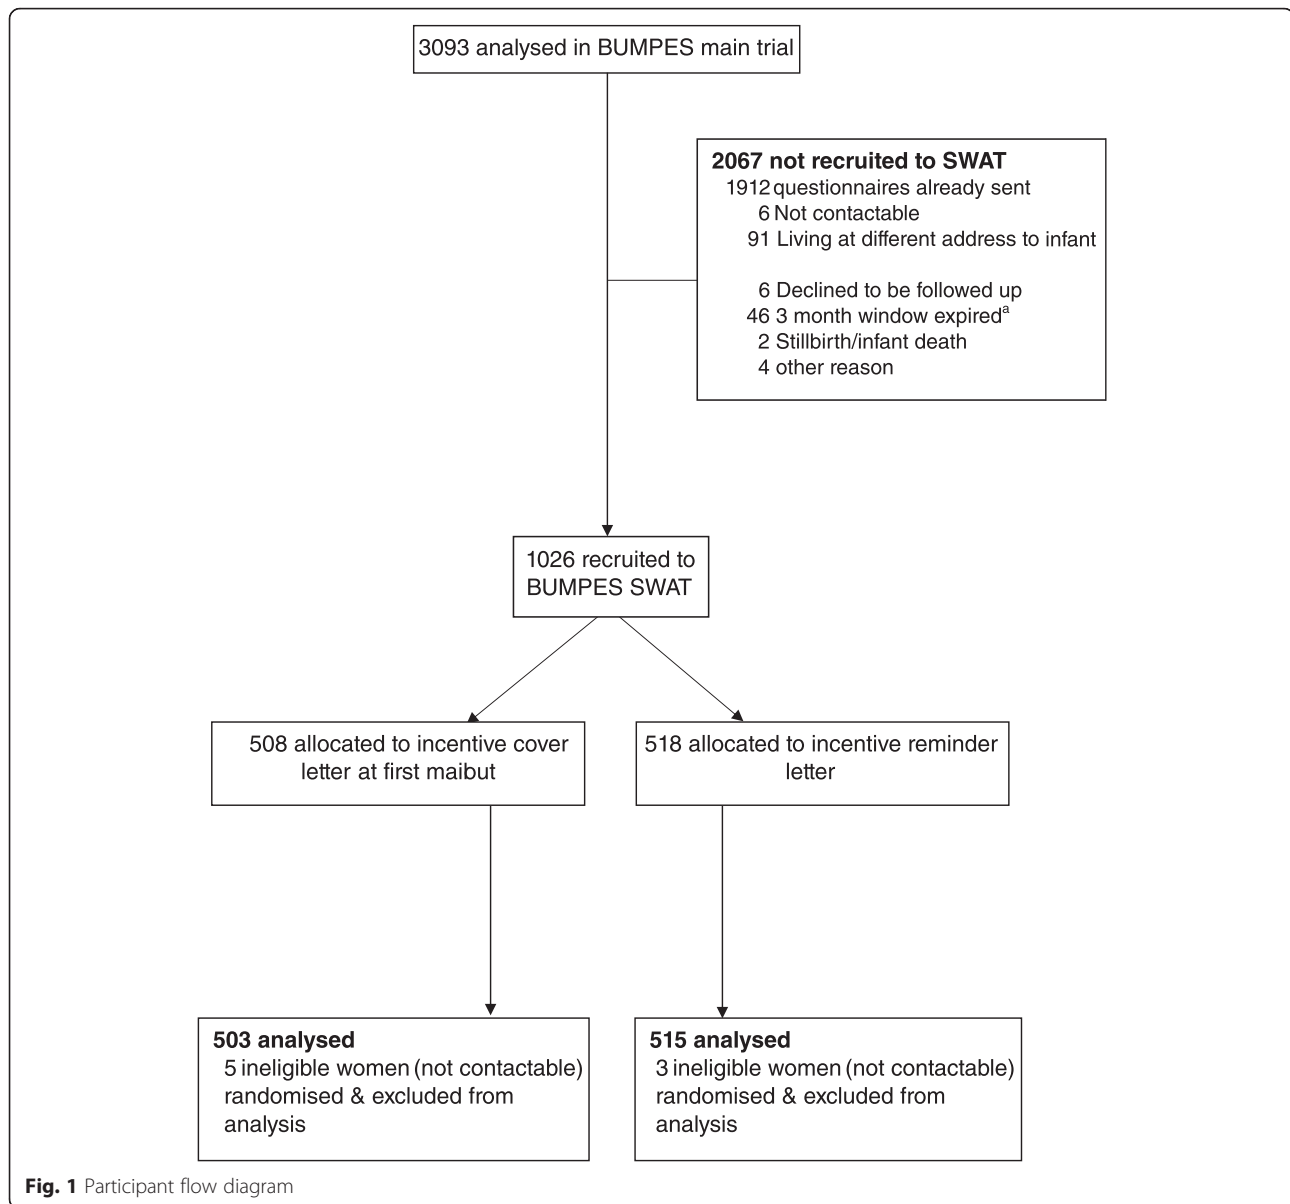 3093 analysed in BUMPES main trial
2067 not recruited to SWAT
1912 questionnaires already sent
6 Not contactable
91 Living at different address to infant
6 Declined to be followed up
46 3 month window expiredᵃ
2 Stillbirth/infant death
4 other reason
1026 recruited to
BUMPES SWAT
508 allocated to incentive cover
letter at first maibut
518 allocated to incentive reminder
letter
503 analysed
5 ineligible women (not contactable)
randomised & excluded from
analysis
515 analysed
3 ineligible women (not contactable)
randomised & excluded from
analysis
Fig. 1 Participant flow diagram